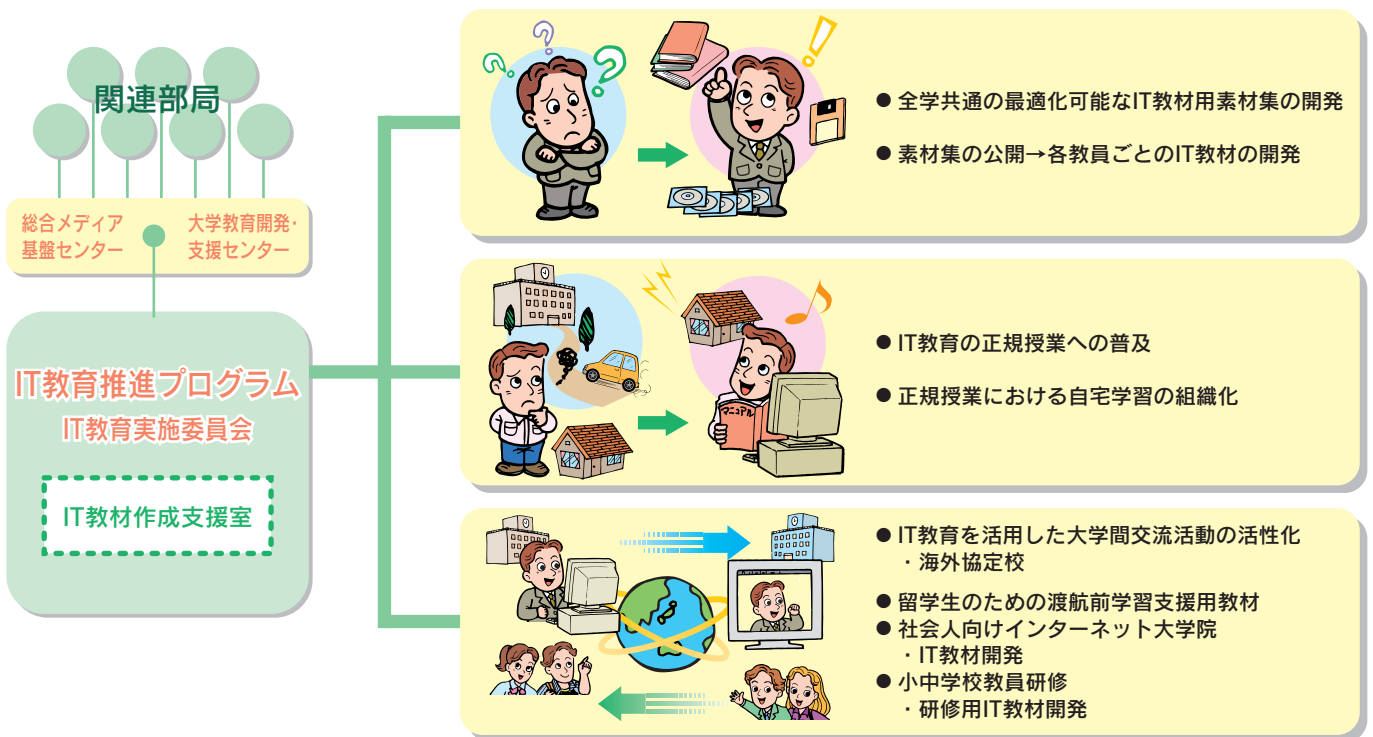 関連部局
総合メディア
基盤センター
大学教育開発・
支援センター
IT教育推進プログラム
IT教育実施委員会
IT教材作成支援室
? ? ?
!
● 全学共通の最適化可能なIT教材用素材集の開発
● 素材集の公開→各教員ごとのIT教材の開発
マニュアル
● IT教育の正規授業への普及
● 正規授業における自宅学習の組織化
● IT教育を活用した大学間交流活動の活性化
・海外協定校
● 留学生のための渡航前学習支援用教材
● 社会人向けインターネット大学院
・IT教材開発
● 小中学校教員研修
・研修用IT教材開発